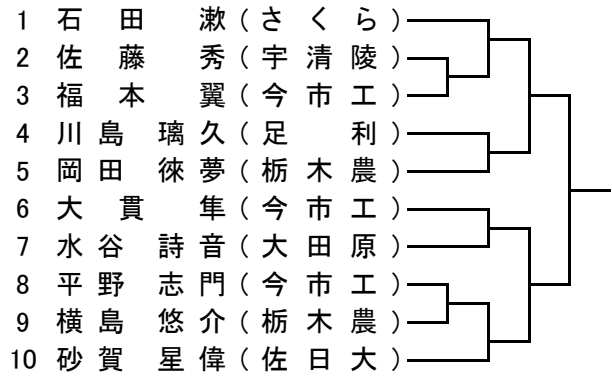 1 石田 漱(さくら)
2 佐藤 秀(宇清陵)
3 福本 翼(今市工)
4 川島璃久(足利)
5 岡田徠夢(栃木農)
6 大貫 隼(今市工)
7 水谷詩音(大田原)
8 平野志門(今市工)
9 横島悠介(栃木農)
10 砂賀星偉(佐日大)